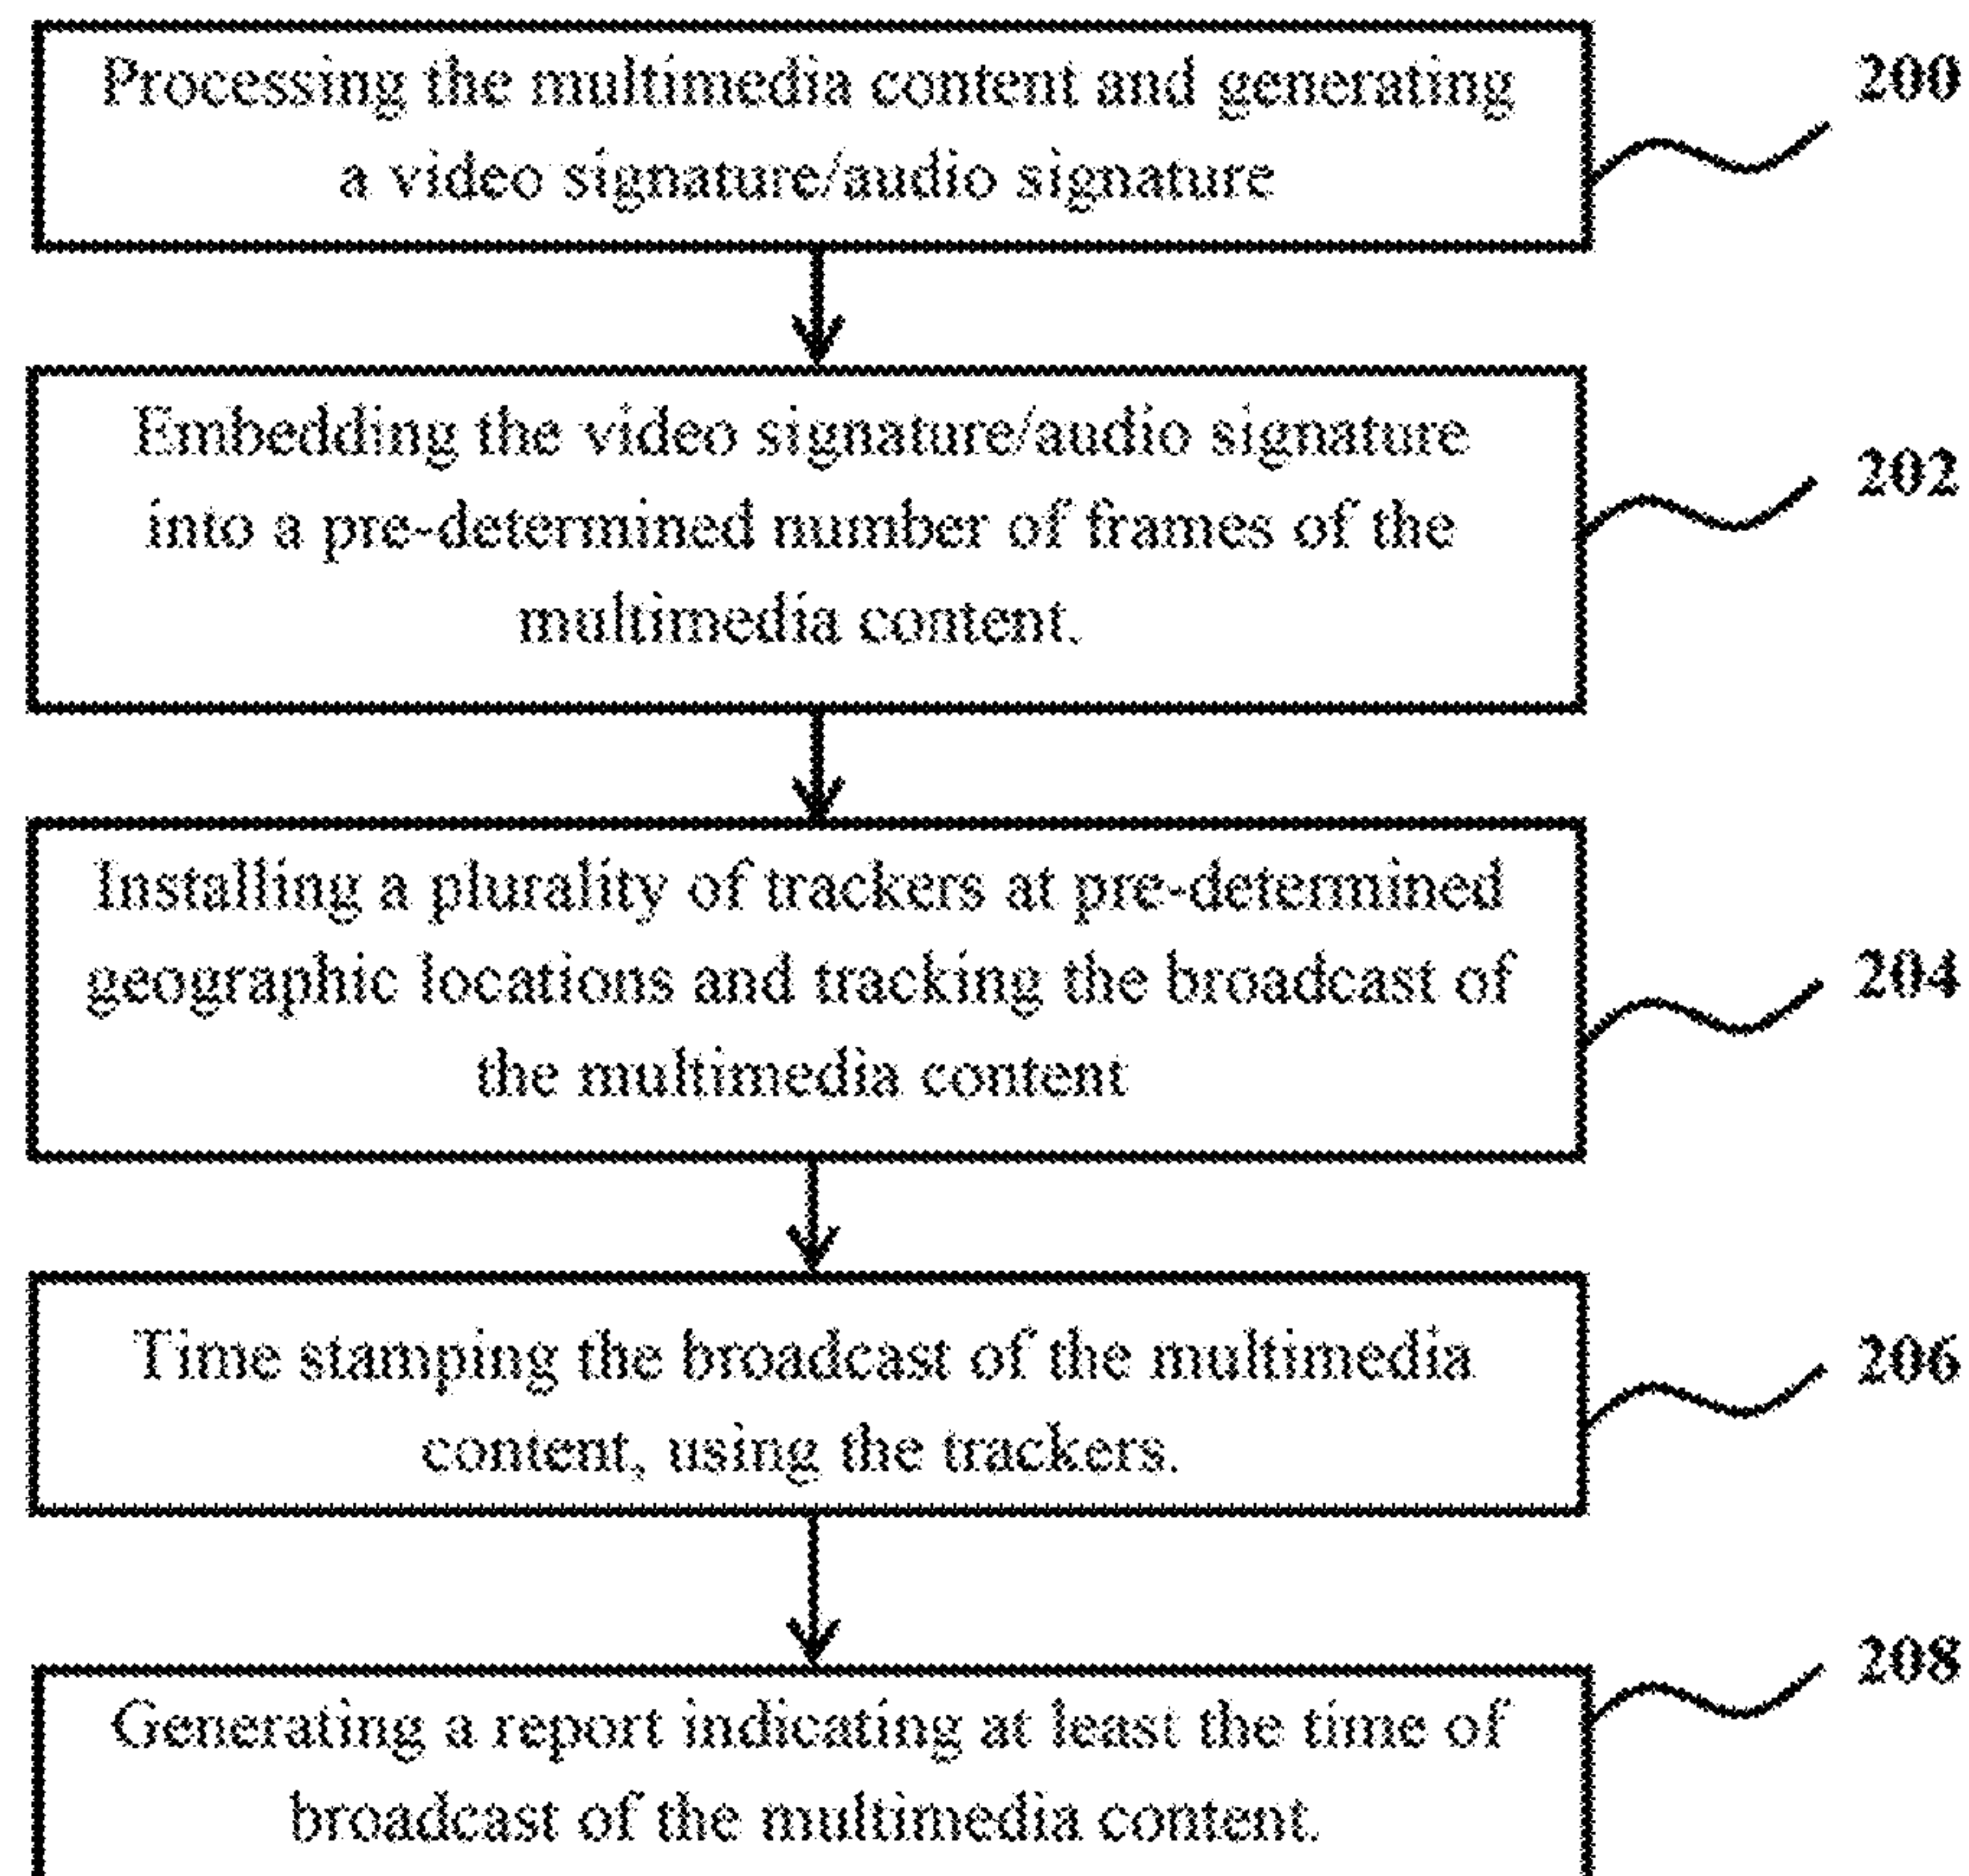 Processing the multimedia content and generating
a video signature/audio signature
200
Embedding the video signature/audio signature
into a pre-determined number of frames of the
multimedia content.
202
Installing a plurality of trackers at pre-determined
geographic locations and tracking the broadcast of
the multimedia content
204
Time stamping the broadcast of the multimedia
content, using the trackers.
206
Generating a report indicating at least the time of
broadcast of the multimedia content.
208